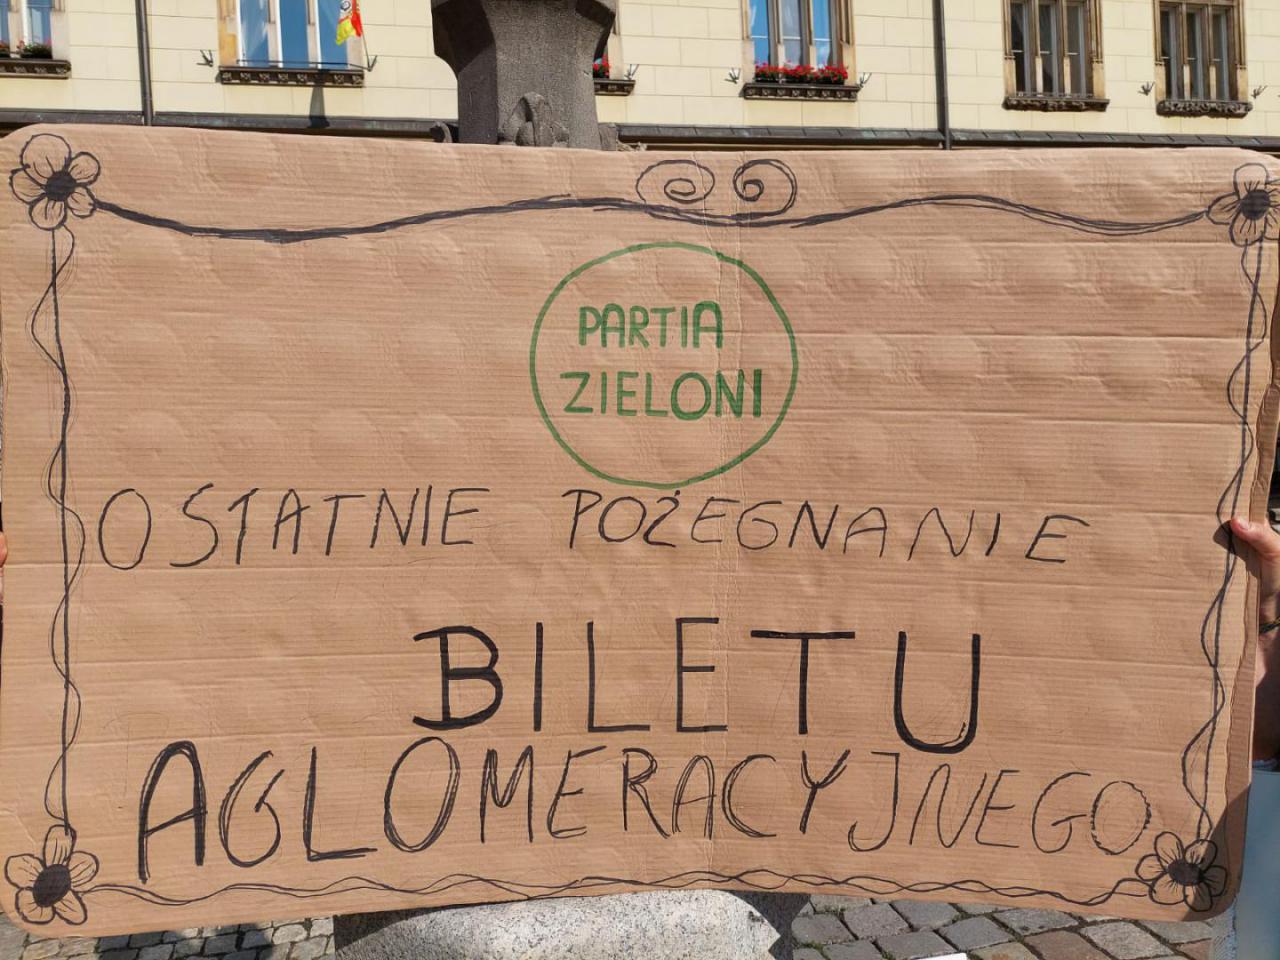 PARTIA
ZIELONI
OSTATNIE POŻEGNANIE
BILETU
AGLOMERACYJNEGO